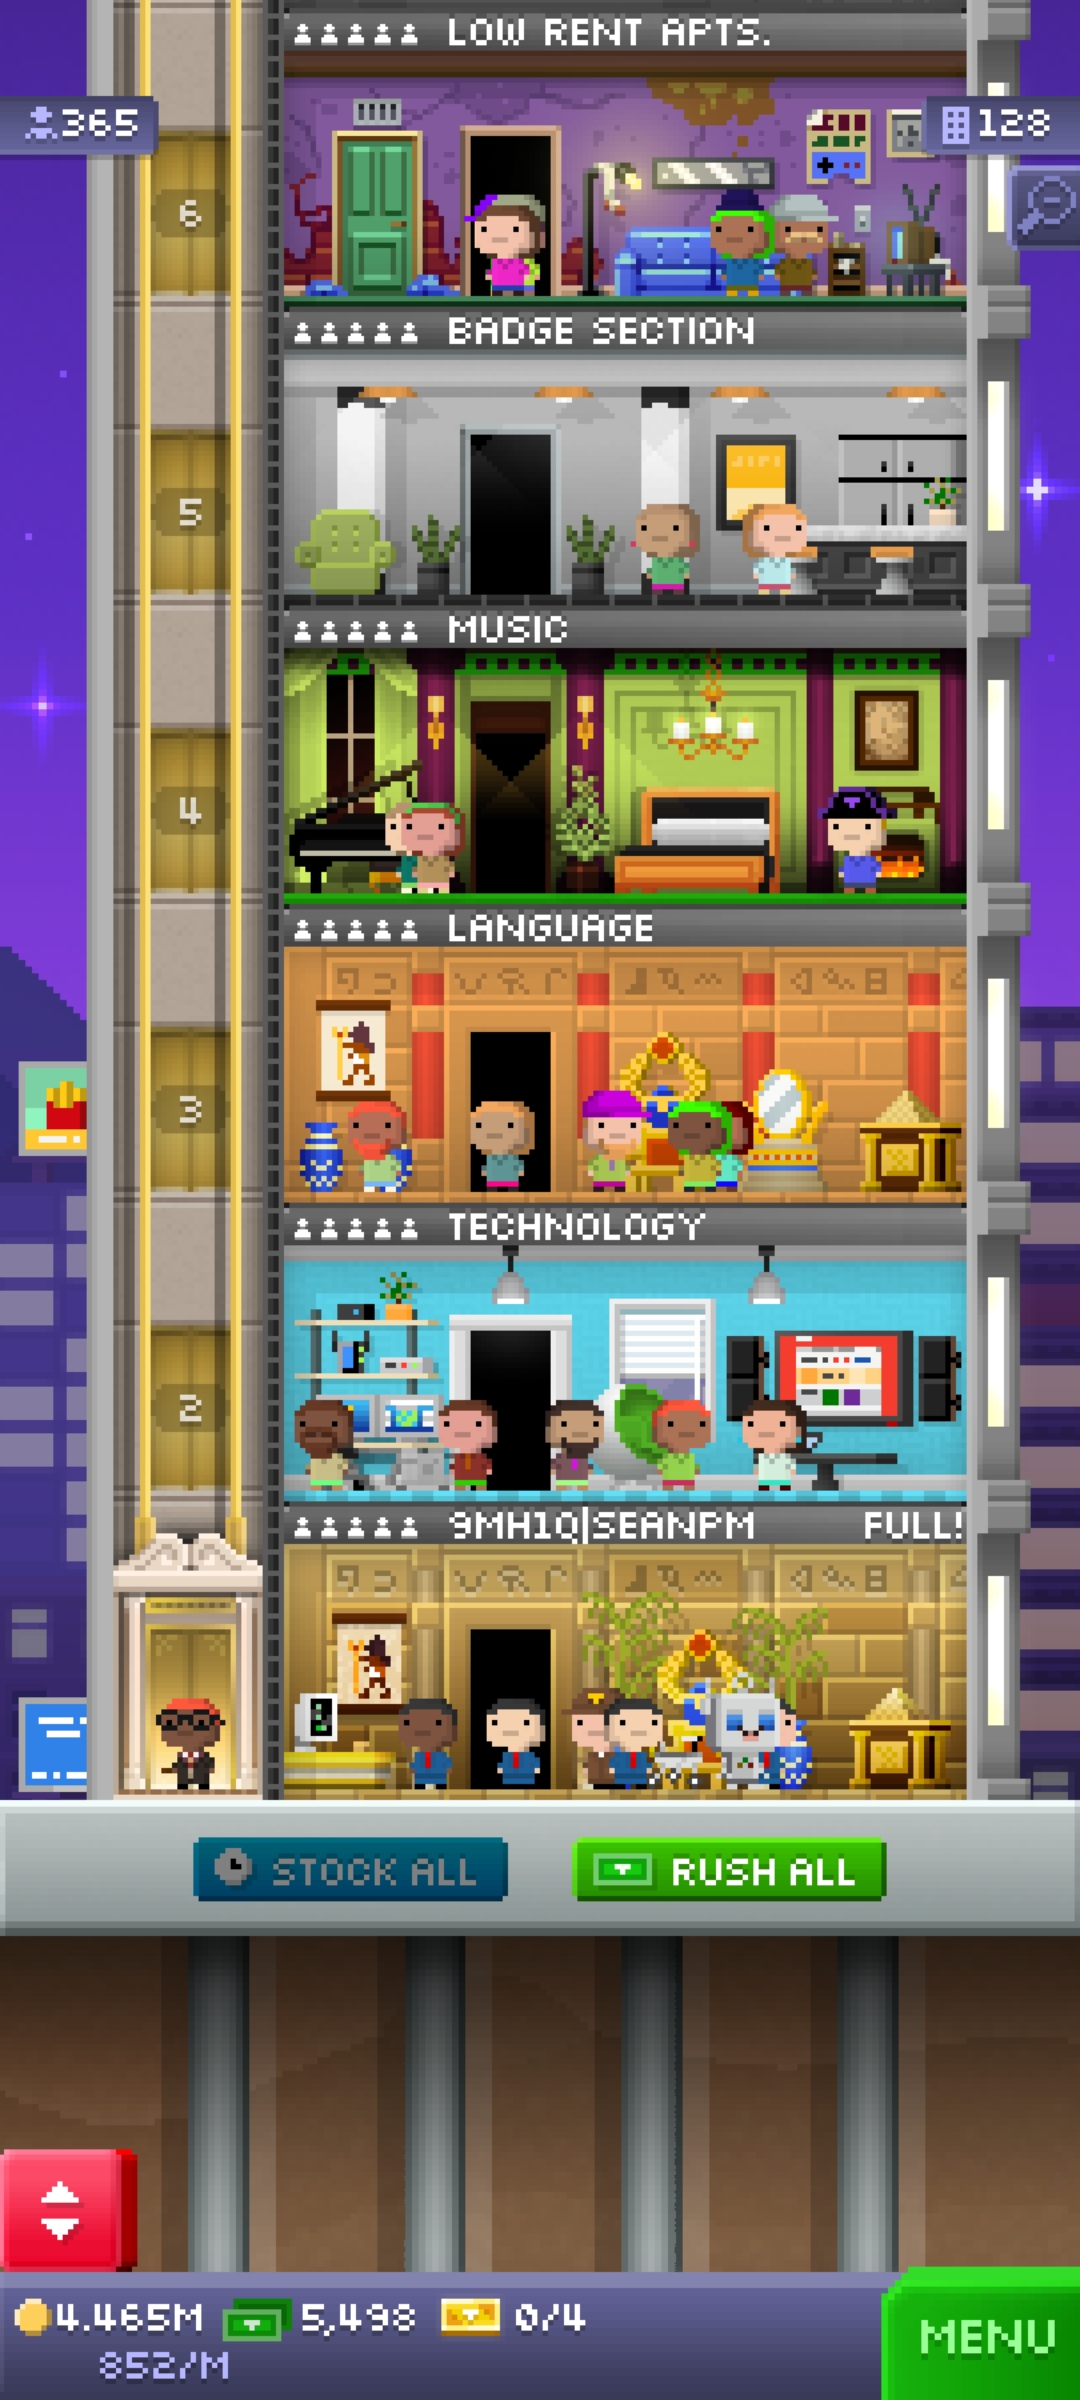 LOW RENT APTS.
365
128
6
BADGE SECTION
5
MUSIC
4
LANGUAGE
3
TECHNOLOGY
2
9MH1Q|SEANPM FULL!
STOCK ALL
RUSH ALL
4.465M 5,498 0/4
852/M
MENU